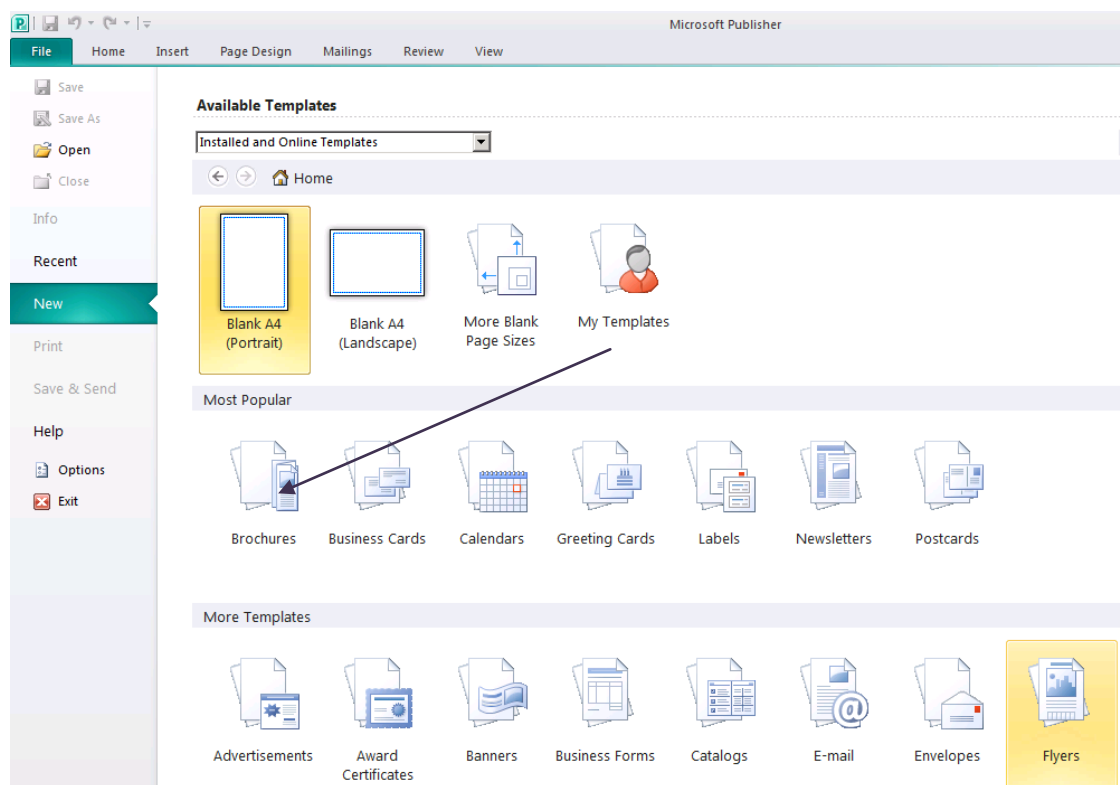 Microsoft Publisher
File Home Insert Page Design Mailings Review View
Save
Save As
Open
Close
Info
Recent
New
Print
Save & Send
Help
Options
Exit
Available Templates
Installed and Online Templates
Home
Blank A4
(Portrait)
Blank A4
(Landscape)
More Blank
Page Sizes
My Templates
Most Popular
Brochures
Business Cards
Calendars
Greeting Cards
Labels
Newsletters
Postcards
More Templates
Advertisements
Award
Certificates
Banners
Business Forms
Catalogs
E-mail
Envelopes
Flyers